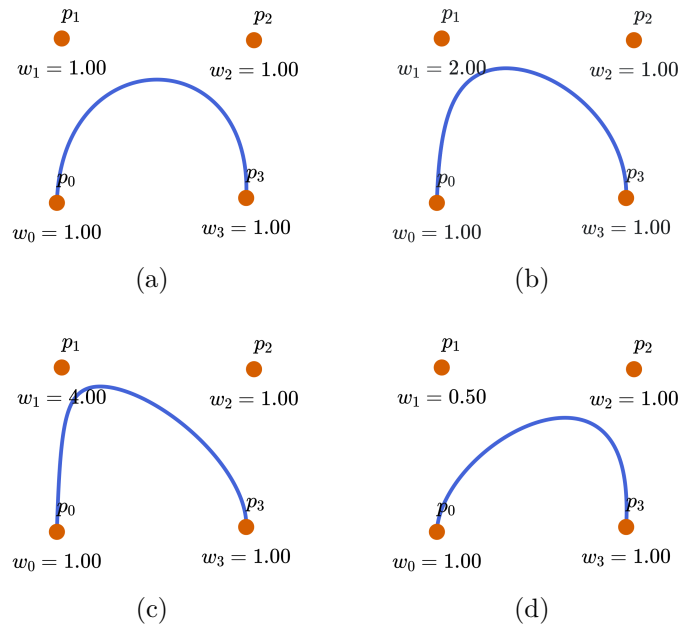 p₁ p₂
w₁ = 1.00 w₂ = 1.00
p₀ p₃
w₀ = 1.00 w₃ = 1.00
(a)
p₁ p₂
w₁ = 2.00 w₂ = 1.00
p₀ p₃
w₀ = 1.00 w₃ = 1.00
(b)
p₁ p₂
w₁ = 4.00 w₂ = 1.00
p₀ p₃
w₀ = 1.00 w₃ = 1.00
(c)
p₁ p₂
w₁ = 0.50 w₂ = 1.00
p₀ p₃
w₀ = 1.00 w₃ = 1.00
(d)